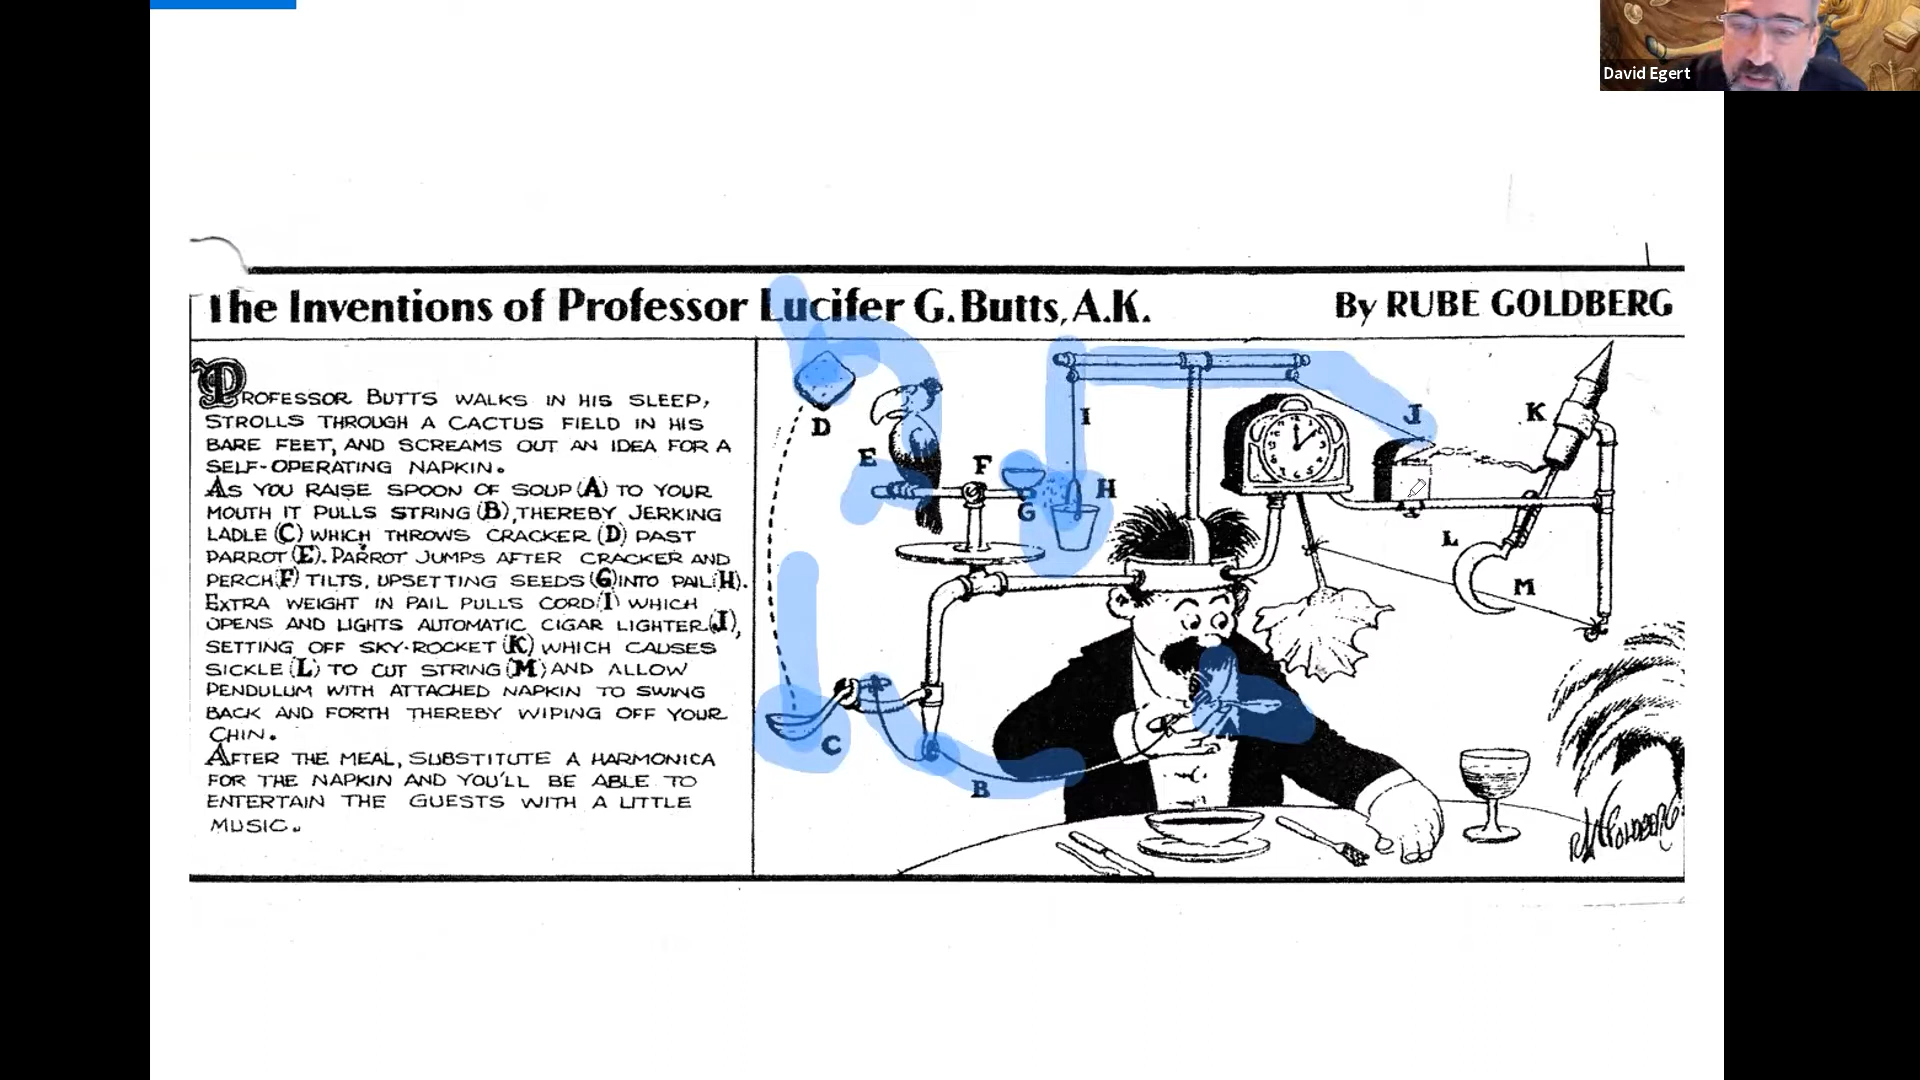 David Egert
The Inventions of Professor Lucifer G. Butts, A.K.
By RUBE GOLDBERG
PROFESSOR BUTTS WALKS IN HIS SLEEP,
STROLLS THROUGH A CACTUS FIELD IN HIS
BARE FEET, AND SCREAMS OUT AN IDEA FOR A
SELF-OPERATING NAPKIN.
AS YOU RAISE SPOON OF SOUP (A) TO YOUR
MOUTH IT PULLS STRING (B), THEREBY JERKING
LADLE (C) WHICH THROWS CRACKER (D) PAST
PARROT (E). PARROT JUMPS AFTER CRACKER AND
PERCH (F) TILTS, UPSETTING SEEDS (G) INTO PAIL (H).
EXTRA WEIGHT IN PAIL PULLS CORD (I) WHICH
OPENS AND LIGHTS AUTOMATIC CIGAR LIGHTER (J),
SETTING OFF SKY-ROCKET (K) WHICH CAUSES
SICKLE (L) TO CUT STRING (M) AND ALLOW
PENDULUM WITH ATTACHED NAPKIN TO SWING
BACK AND FORTH THEREBY WIPING OFF YOUR
CHIN.
AFTER THE MEAL, SUBSTITUTE A HARMONICA
FOR THE NAPKIN AND YOU'LL BE ABLE TO
ENTERTAIN THE GUESTS WITH A LITTLE
MUSIC.
D
E
F
G
H
I
J
K
L
M
C
B
A
RUBE GOLDBERG